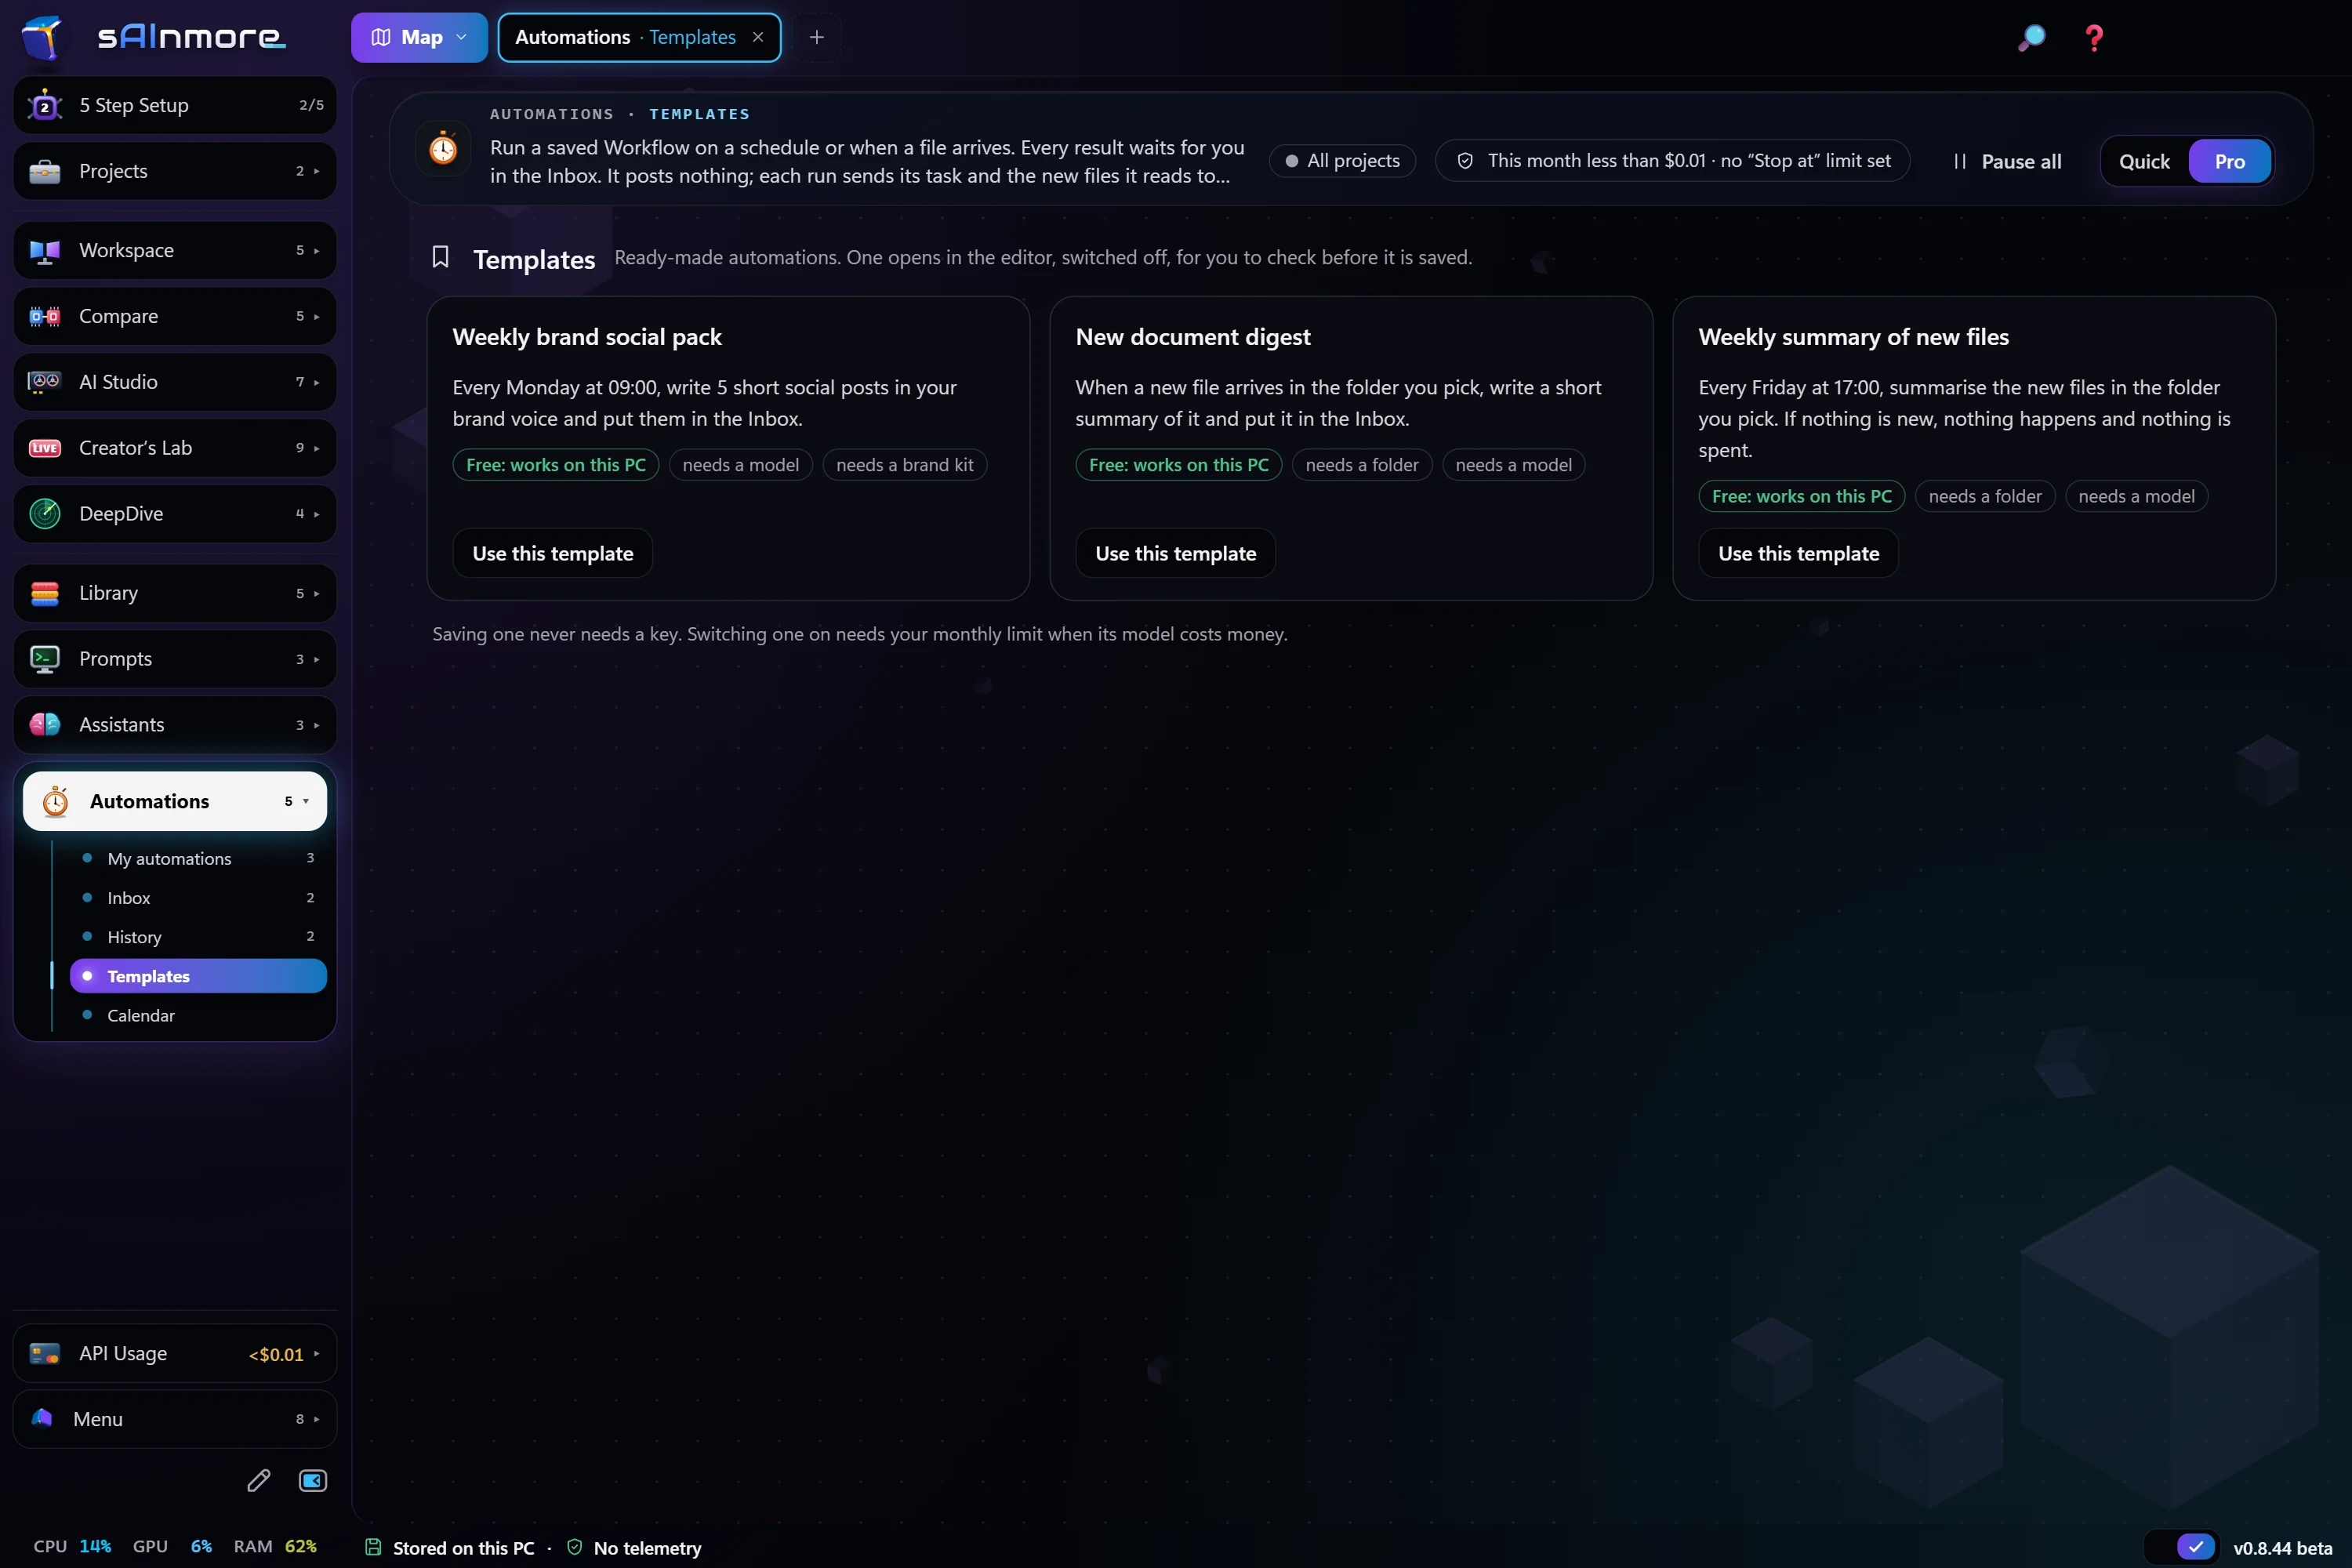 sAInmore
Map
Automations · Templates
5 Step Setup 2/5
Projects 2
Workspace 5
Compare 5
AI Studio 7
LIVE
Creator’s Lab 9
DeepDive 4
Library 5
Prompts 3
Assistants 3
Automations 5
My automations 3
Inbox 2
History 2
Templates
Calendar
API Usage <$0.01
Menu 8
CPU 14% GPU 6% RAM 62%
AUTOMATIONS · TEMPLATES
Run a saved Workflow on a schedule or when a file arrives. Every result waits for you
in the Inbox. It posts nothing; each run sends its task and the new files it reads to...
All projects
This month less than $0.01 · no “Stop at” limit set
Pause all
Quick
Pro
Templates Ready-made automations. One opens in the editor, switched off, for you to check before it is saved.
Weekly brand social pack
Every Monday at 09:00, write 5 short social posts in your
brand voice and put them in the Inbox.
Free: works on this PC needs a model needs a brand kit
Use this template
New document digest
When a new file arrives in the folder you pick, write a short
summary of it and put it in the Inbox.
Free: works on this PC needs a folder needs a model
Use this template
Weekly summary of new files
Every Friday at 17:00, summarise the new files in the folder
you pick. If nothing is new, nothing happens and nothing is
spent.
Free: works on this PC needs a folder needs a model
Use this template
Saving one never needs a key. Switching one on needs your monthly limit when its model costs money.
Stored on this PC · No telemetry
v0.8.44 beta